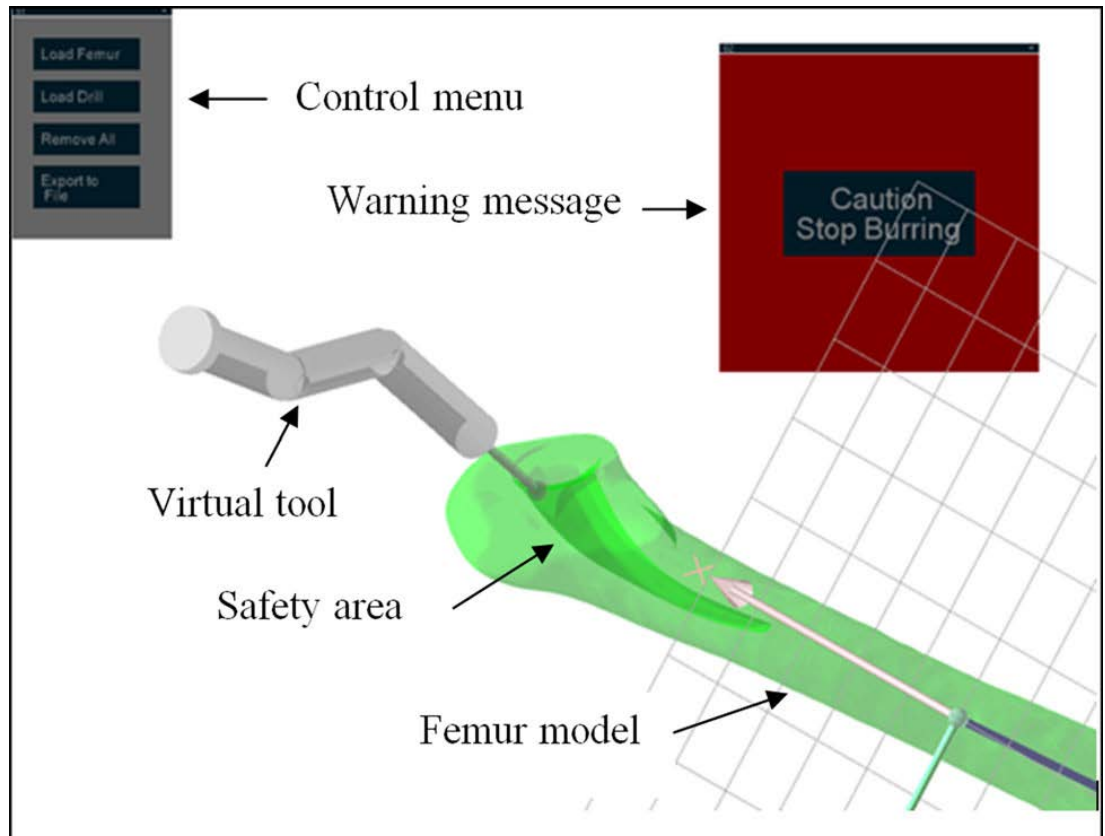 Load Femur
Load Drill
Remove All
Export to
File
Control menu
Warning message
Caution
Stop Burring
Virtual tool
Safety area
Femur model
X